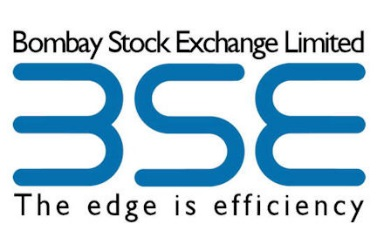 Bombay Stock Exchange Limited
BSE
The edge is efficiency